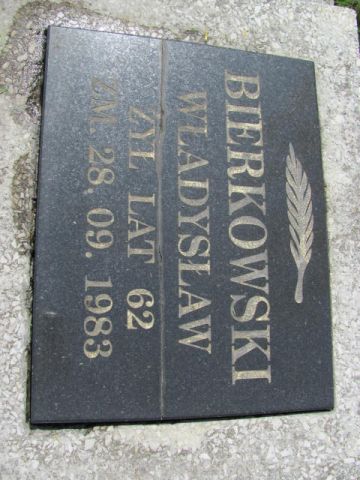 BIERKOWSKI
WŁADYSŁAW
ŻYŁ LAT 62
ZM. 28. 09. 1983